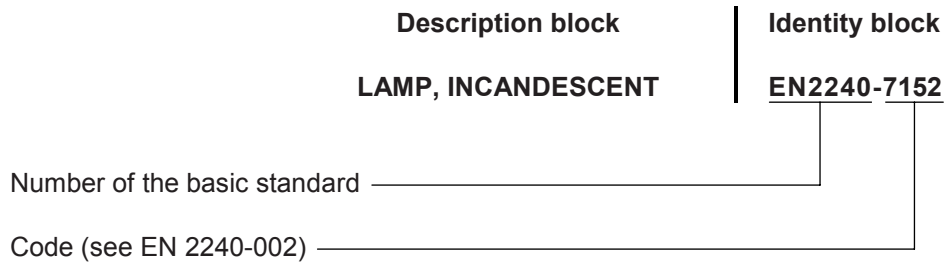 Description block Identity block
LAMP, INCANDESCENT EN2240-7152
Number of the basic standard
Code (see EN 2240-002)